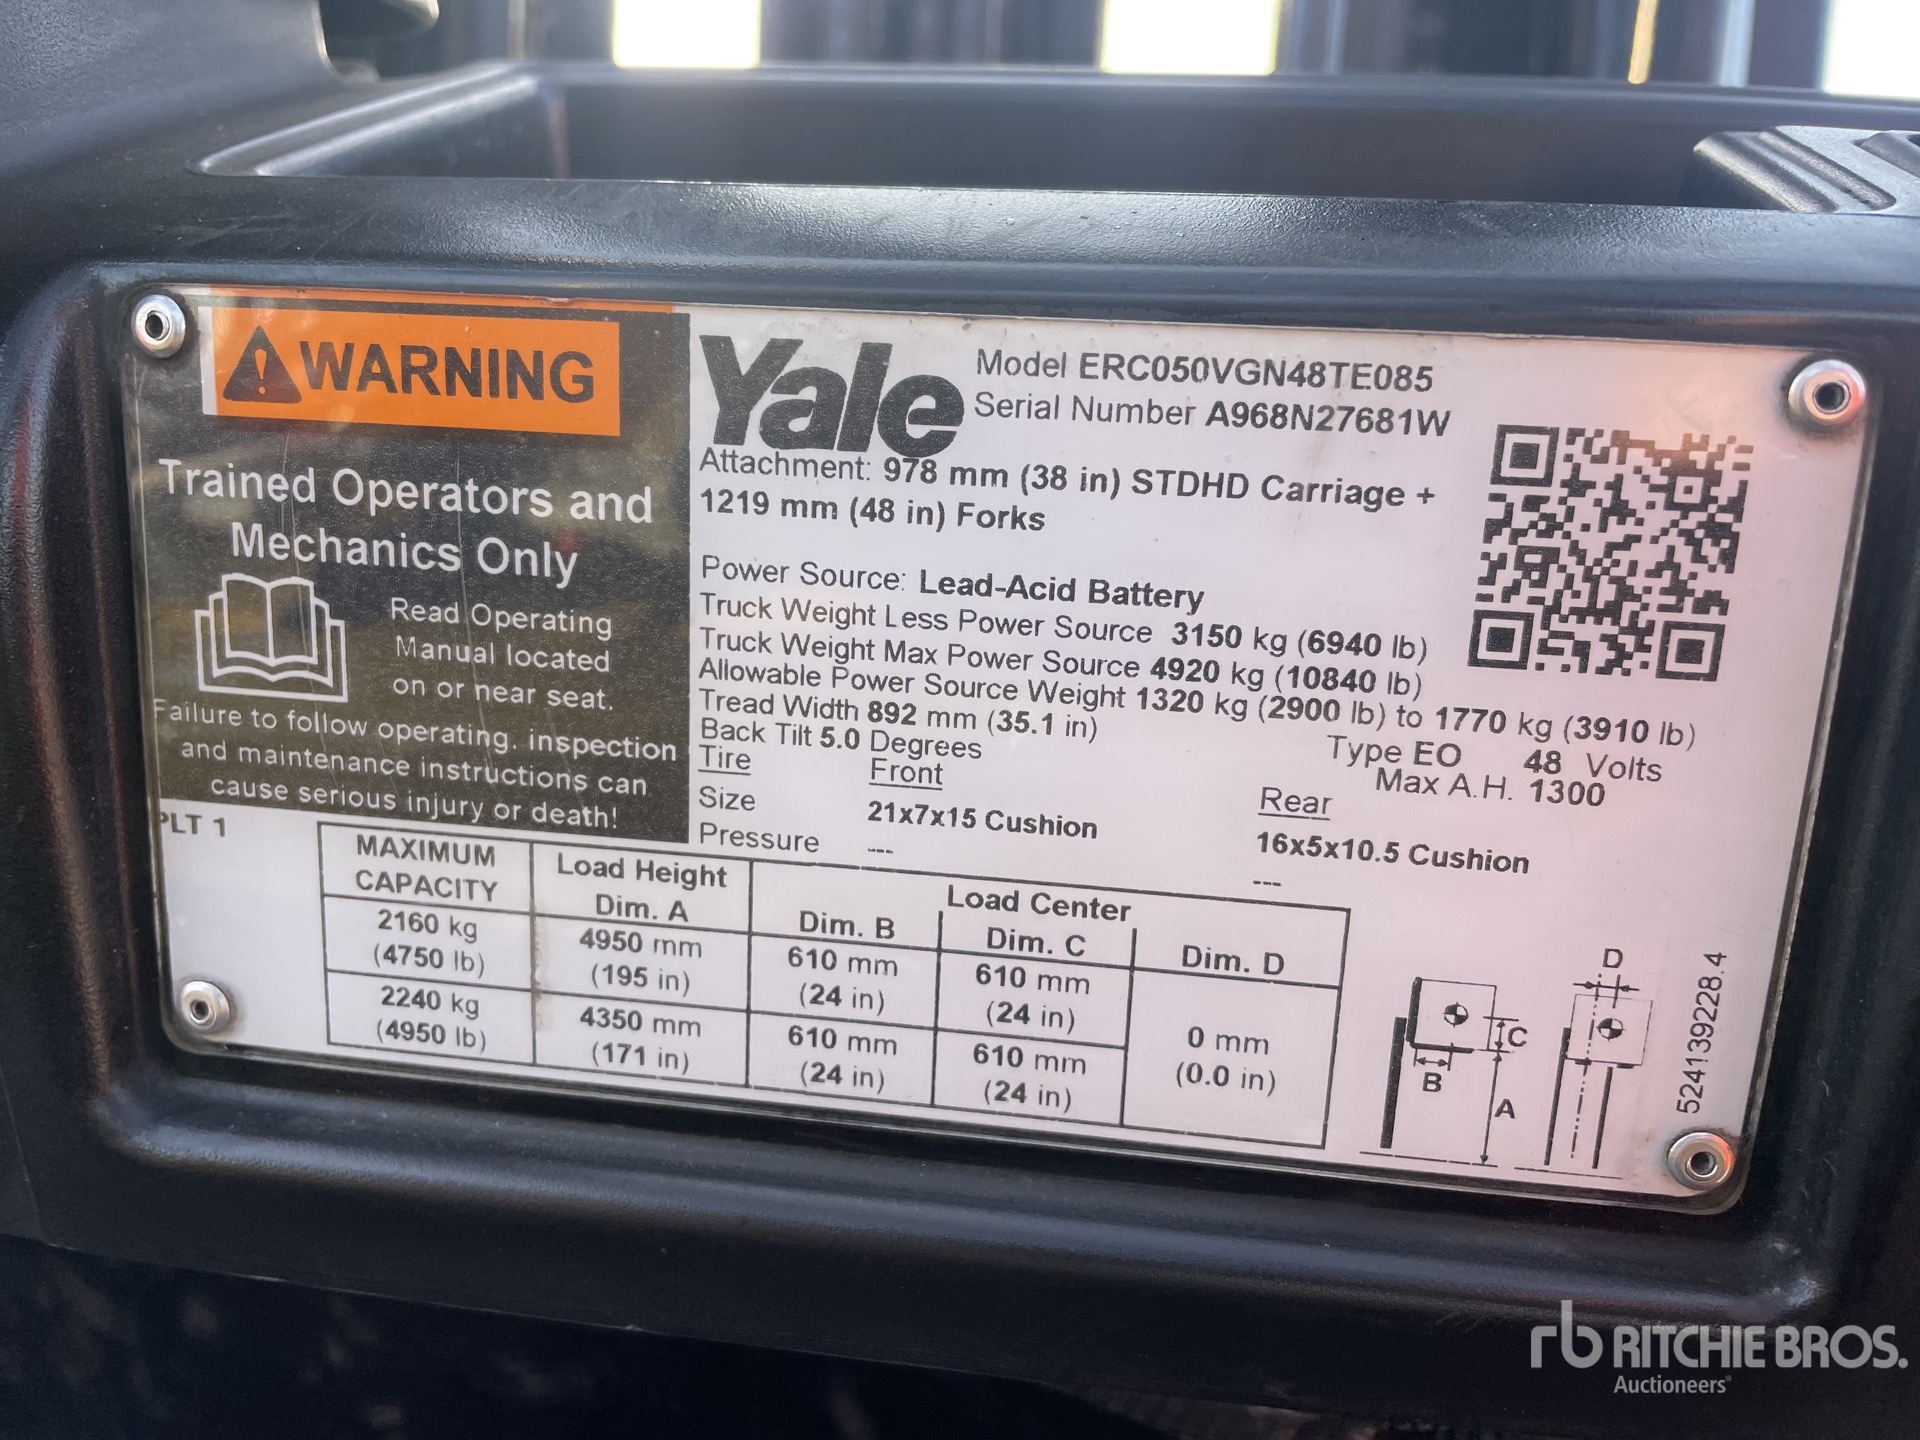 WARNING
Trained Operators and
Mechanics Only
Read Operating
Manual located
on or near seat.
Failure to follow operating, inspection
and maintenance instructions can
cause serious injury or death!
PLT 1
Yale
Model ERC050VGN48TE085
Serial Number A968N27681W
Attachment: 978 mm (38 in) STDHD Carriage +
1219 mm (48 in) Forks
Power Source: Lead-Acid Battery
Truck Weight Less Power Source 3150 kg (6940 lb)
Truck Weight Max Power Source 4920 kg (10840 lb)
Allowable Power Source Weight 1320 kg (2900 lb) to 1770 kg (3910 lb)
Tread Width 892 mm (35.1 in) Type EO 48 Volts
Back Tilt 5.0 Degrees Max A.H. 1300
Tire Front Rear
Size 21x7x15 Cushion 16x5x10.5 Cushion
Pressure --- ---
MAXIMUM CAPACITY Load Height Dim. A Load Center
Dim. B Dim. C Dim. D
2160 kg 4950 mm 610 mm 610 mm
(4750 lb) (195 in) (24 in) (24 in)
0 mm
(0.0 in)
2240 kg 4350 mm 610 mm 610 mm
(4950 lb) (171 in) (24 in) (24 in)
D
C
B
A
524139228.4
rb RITCHIE BROS.
Auctioneers